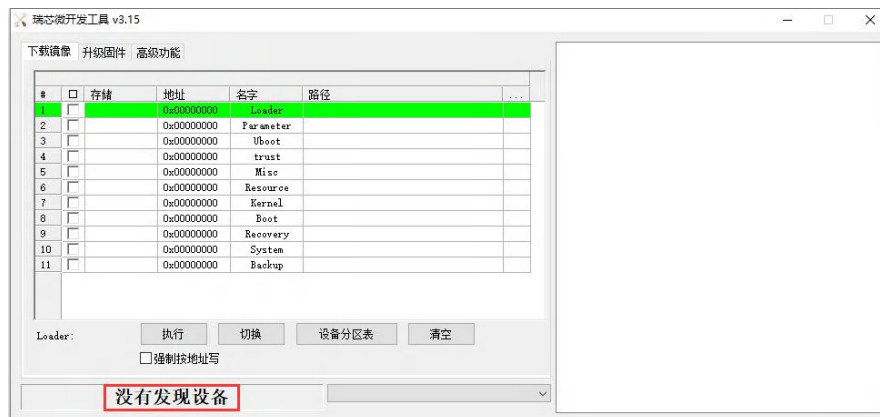 瑞芯微开发工具 v3.15
下载镜像 升级固件 高级功能
# 存储 地址 名字 路径 ...
1 0x00000000 Loader
2 0x00000000 Parameter
3 0x00000000 Uboot
4 0x00000000 trust
5 0x00000000 Misc
6 0x00000000 Resource
7 0x00000000 Kernel
8 0x00000000 Boot
9 0x00000000 Recovery
10 0x00000000 System
11 0x00000000 Backup
Loader: 执行 切换 设备分区表 清空
强制按地址写
没有发现设备